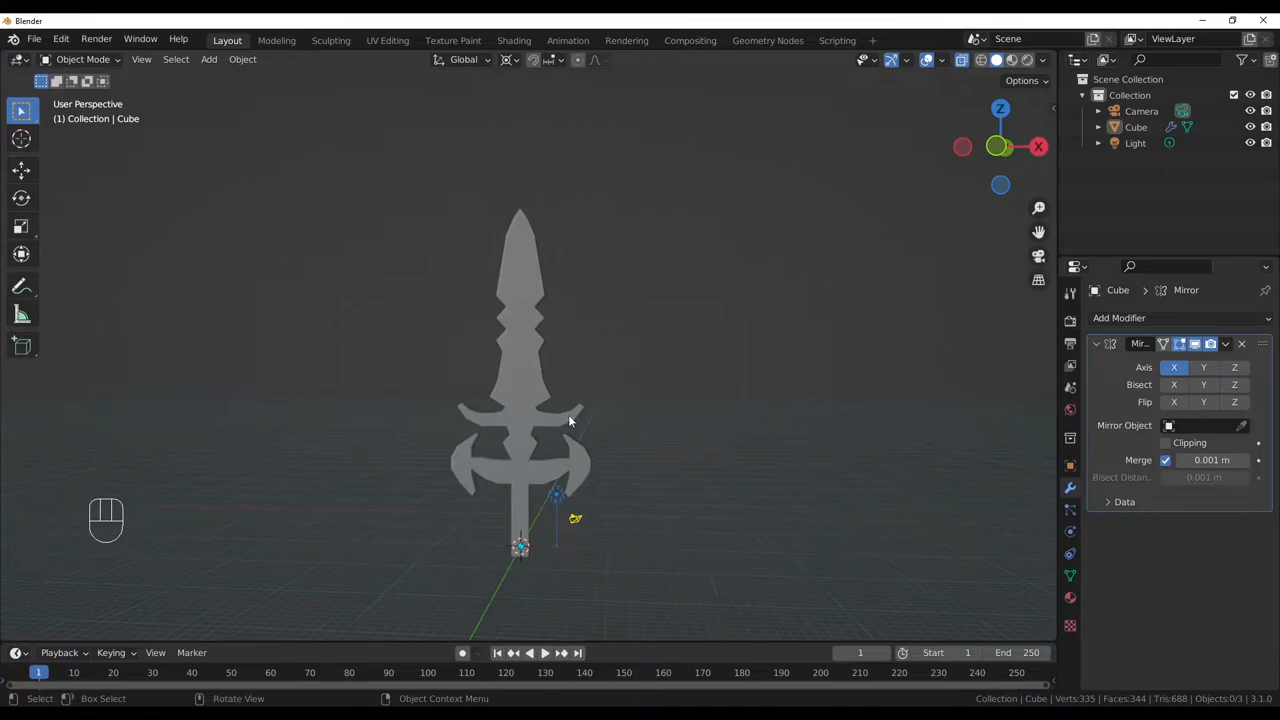 Blender
File Edit Render Window Help Layout Modeling Sculpting UV Editing Texture Paint Shading Animation Rendering Compositing Geometry Nodes Scripting + Scene ViewLayer
Object Mode View Select Add Object Global
Options
User Perspective
(1) Collection | Cube
Z
X
Scene Collection
Collection
Camera
Cube
Light
Cube Mirror
Add Modifier
Mir...
Axis X Y Z
Bisect X Y Z
Flip X Y Z
Mirror Object
Clipping
Merge 0.001 m
Bisect Distan... 0.001 m
Data
Playback Keying View Marker 1 Start 1 End 250
1 10 20 30 40 50 60 70 80 90 100 110 120 130 140 150 160 170 180 190 200 210 220 230 240 250
Select Box Select Rotate View Object Context Menu Collection | Cube | Verts:335 | Faces:344 | Tris:688 | Objects:0/3 | 3.1.0